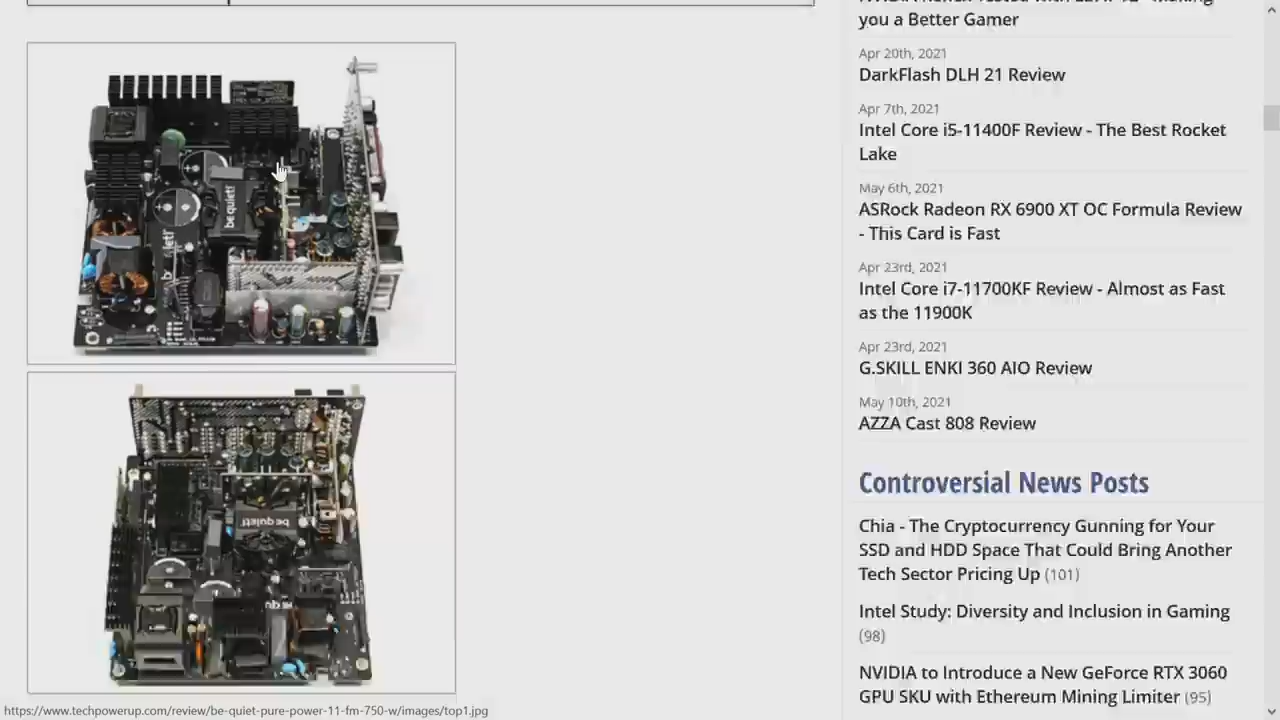 you a Better Gamer
Apr 20th, 2021
DarkFlash DLH 21 Review
Apr 7th, 2021
Intel Core i5-11400F Review - The Best Rocket
Lake
May 6th, 2021
ASRock Radeon RX 6900 XT OC Formula Review
- This Card is Fast
Apr 23rd, 2021
Intel Core i7-11700KF Review - Almost as Fast
as the 11900K
Apr 23rd, 2021
G.SKILL ENKI 360 AIO Review
May 10th, 2021
AZZA Cast 808 Review
Controversial News Posts
Chia - The Cryptocurrency Gunning for Your
SSD and HDD Space That Could Bring Another
Tech Sector Pricing Up (101)
Intel Study: Diversity and Inclusion in Gaming
(98)
NVIDIA to Introduce a New GeForce RTX 3060
GPU SKU with Ethereum Mining Limiter (95)
be quiet!
be quiet!
be quiet!
https://www.techpowerup.com/review/be-quiet-pure-power-11-fm-750-w/images/top1.jpg